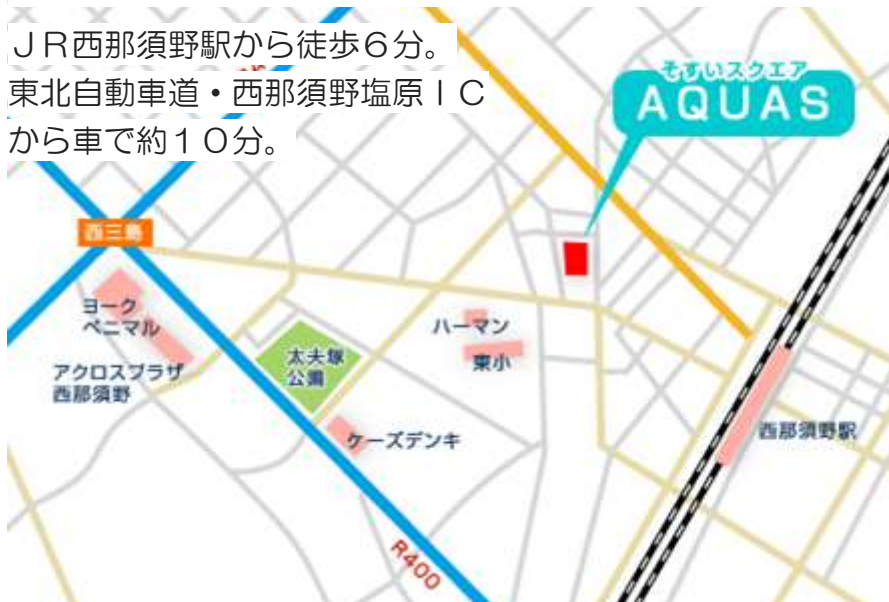 JR西那須野駅から徒歩6分。
東北自動車道・西那須野塩原IC
から車で約10分。
そすいスクエア
AQUAS
西三島
ヨーク
ベニマル
アクロスプラザ
西那須野
太夫塚
公園
ハーマン
東小
ケーズデンキ
西那須野駅
R400